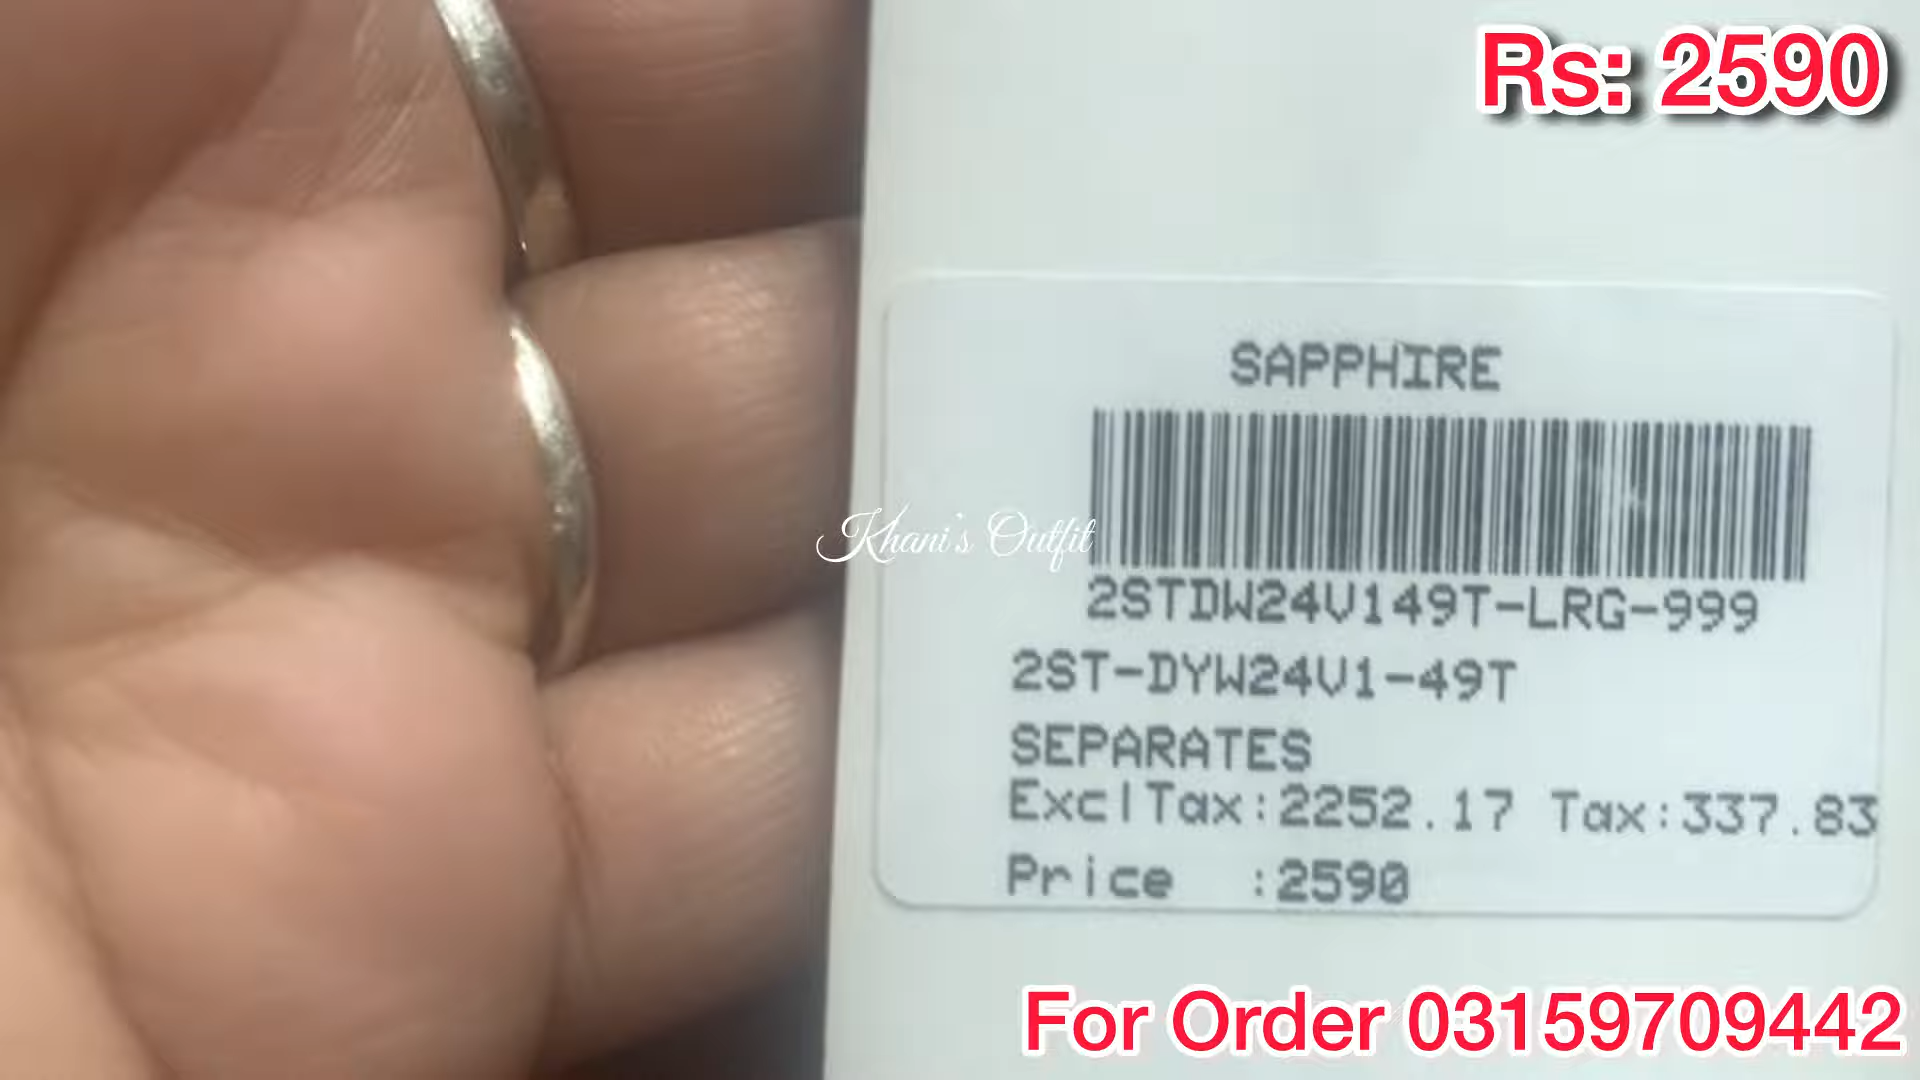 Rs: 2590
SAPPHIRE
Khani's Outfit
2STDW24V149T-LRG-999
2ST-DYW24V1-49T
SEPARATES
ExclTax:2252.17 Tax:337.83
Price :2590
For Order 03159709442